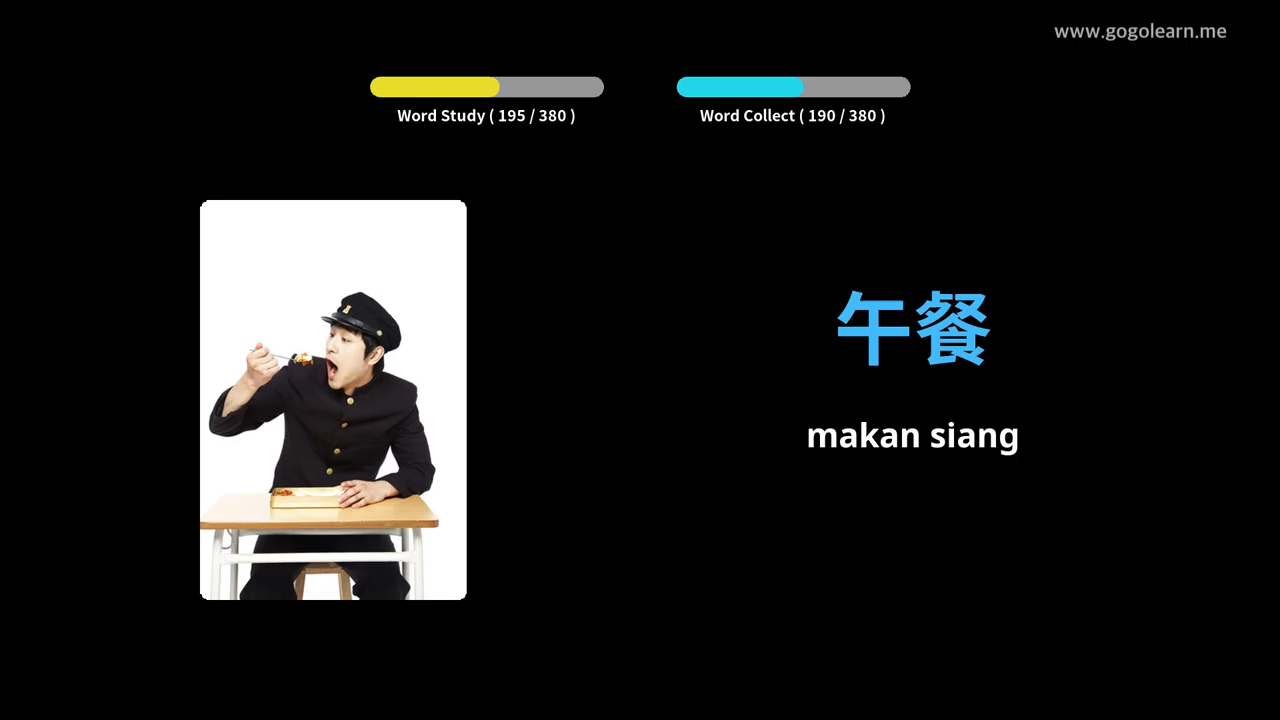 www.gogolearn.me
Word Study ( 195 / 380 )
Word Collect ( 190 / 380 )
午餐
makan siang